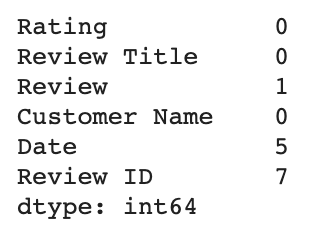 Rating 0
Review Title 0
Review 1
Customer Name 0
Date 5
Review ID 7
dtype: int64